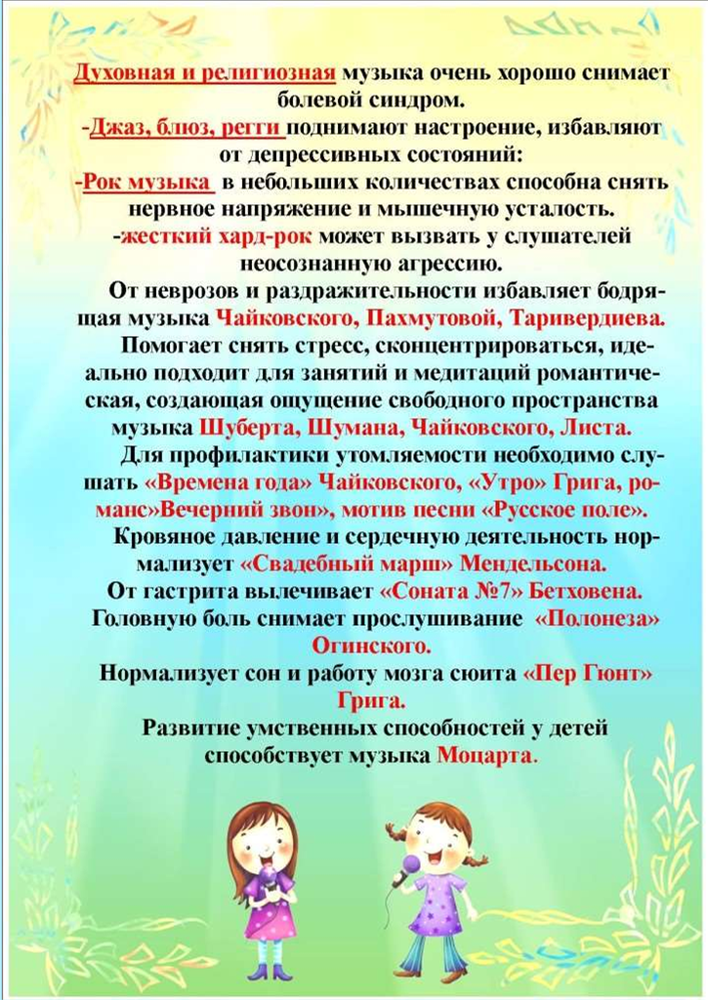 Духовная и религиозная музыка очень хорошо снимает
болевой синдром.
-Джаз, блюз, регги поднимают настроение, избавляют
от депрессивных состояний:
-Рок музыка в небольших количествах способна снять
нервное напряжение и мышечную усталость.
-жесткий хард-рок может вызвать у слушателей
неосознанную агрессию.
От неврозов и раздражительности избавляет бодря-
щая музыка Чайковского, Пахмутовой, Таривердиева.
Помогает снять стресс, сконцентрироваться, иде-
ально подходит для занятий и медитаций романтиче-
ская, создающая ощущение свободного пространства
музыка Шуберта, Шумана, Чайковского, Листа.
Для профилактики утомляемости необходимо слу-
шать «Времена года» Чайковского, «Утро» Грига, ро-
манс»Вечерний звон», мотив песни «Русское поле».
Кровяное давление и сердечную деятельность нор-
мализует «Свадебный марш» Мендельсона.
От гастрита вылечивает «Соната №7» Бетховена.
Головную боль снимает прослушивание «Полонеза»
Огинского.
Нормализует сон и работу мозга сюита «Пер Гюнт»
Грига.
Развитие умственных способностей у детей
способствует музыка Моцарта.